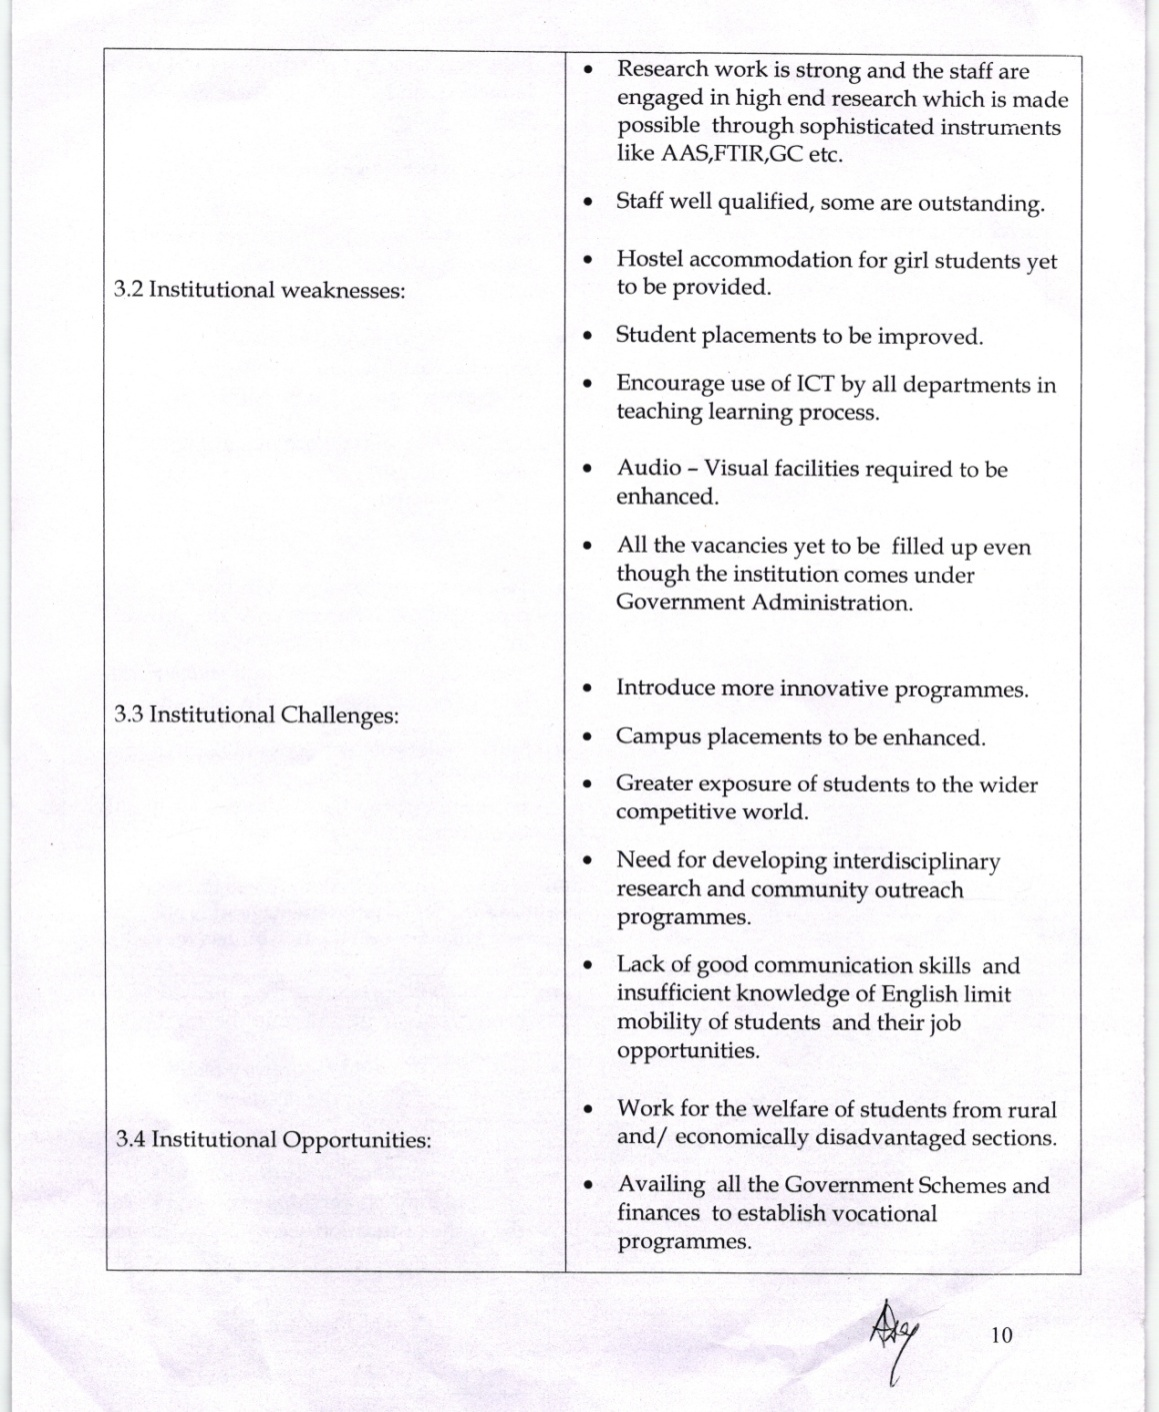 • Research work is strong and the staff are
engaged in high end research which is made
possible through sophisticated instruments
like AAS,FTIR,GC etc.
• Staff well qualified, some are outstanding.
3.2 Institutional weaknesses:
• Hostel accommodation for girl students yet
to be provided.
• Student placements to be improved.
• Encourage use of ICT by all departments in
teaching learning process.
• Audio – Visual facilities required to be
enhanced.
• All the vacancies yet to be filled up even
though the institution comes under
Government Administration.
3.3 Institutional Challenges:
• Introduce more innovative programmes.
• Campus placements to be enhanced.
• Greater exposure of students to the wider
competitive world.
• Need for developing interdisciplinary
research and community outreach
programmes.
• Lack of good communication skills and
insufficient knowledge of English limit
mobility of students and their job
opportunities.
3.4 Institutional Opportunities:
• Work for the welfare of students from rural
and/ economically disadvantaged sections.
• Availing all the Government Schemes and
finances to establish vocational
programmes.
10